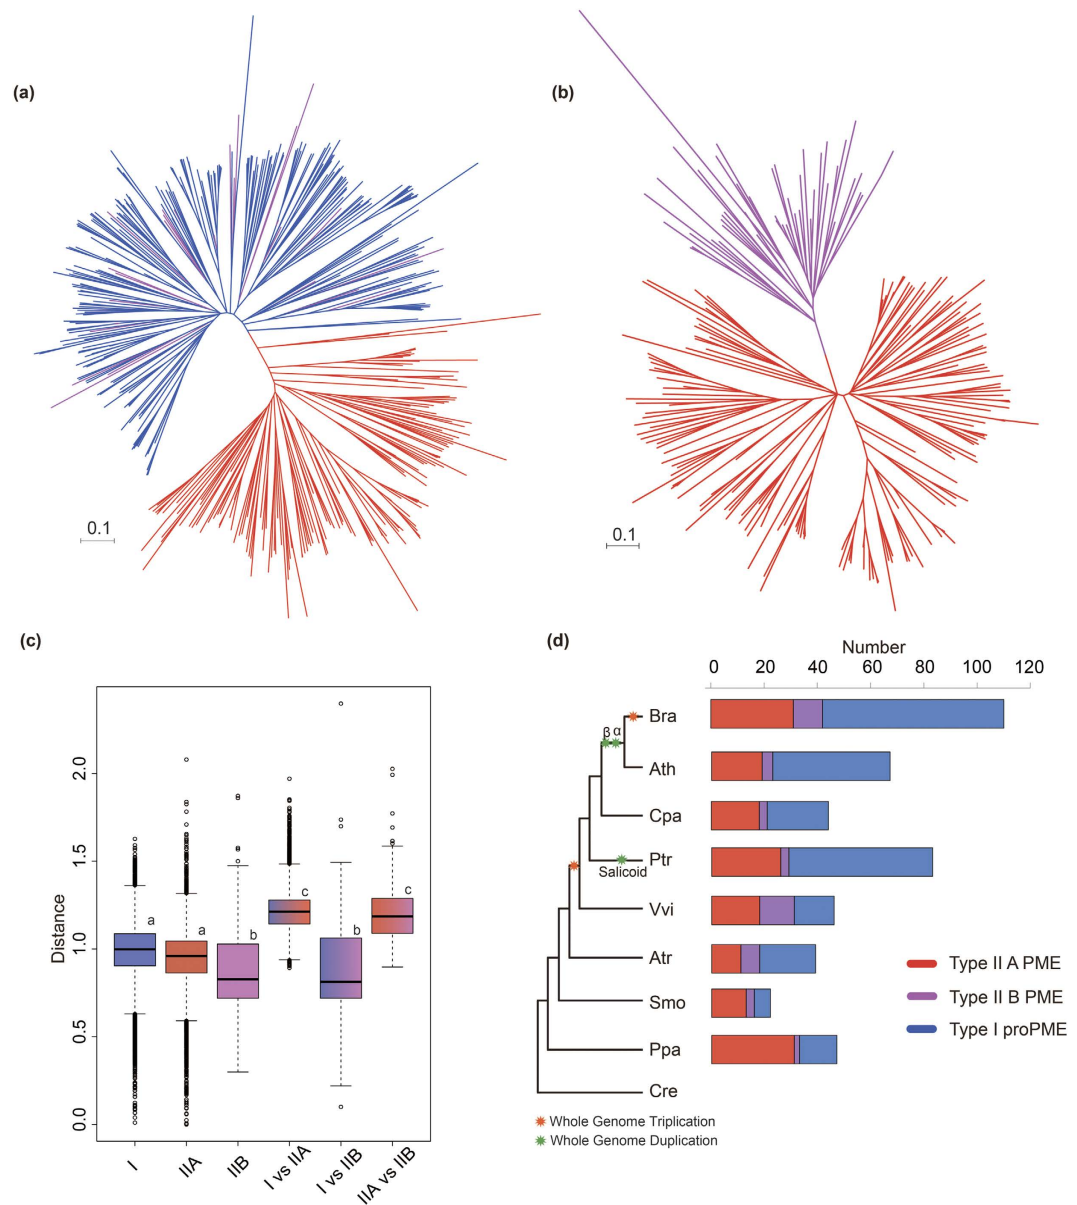 (a)
(b)
0.1
0.1
(c)
(d)
Number
0 20 40 60 80 100 120
Distance
2.0
1.5
1.0
0.5
0.0
a
a
b
c
b
c
I
IIA
IIB
I vs IIA
I vs IIB
IIA vs IIB
β α
Bra
Ath
Cpa
Ptr
Salicoid
Vvi
Atr
Smo
Ppa
Cre
Type II A PME
Type II B PME
Type I proPME
Whole Genome Triplication
Whole Genome Duplication